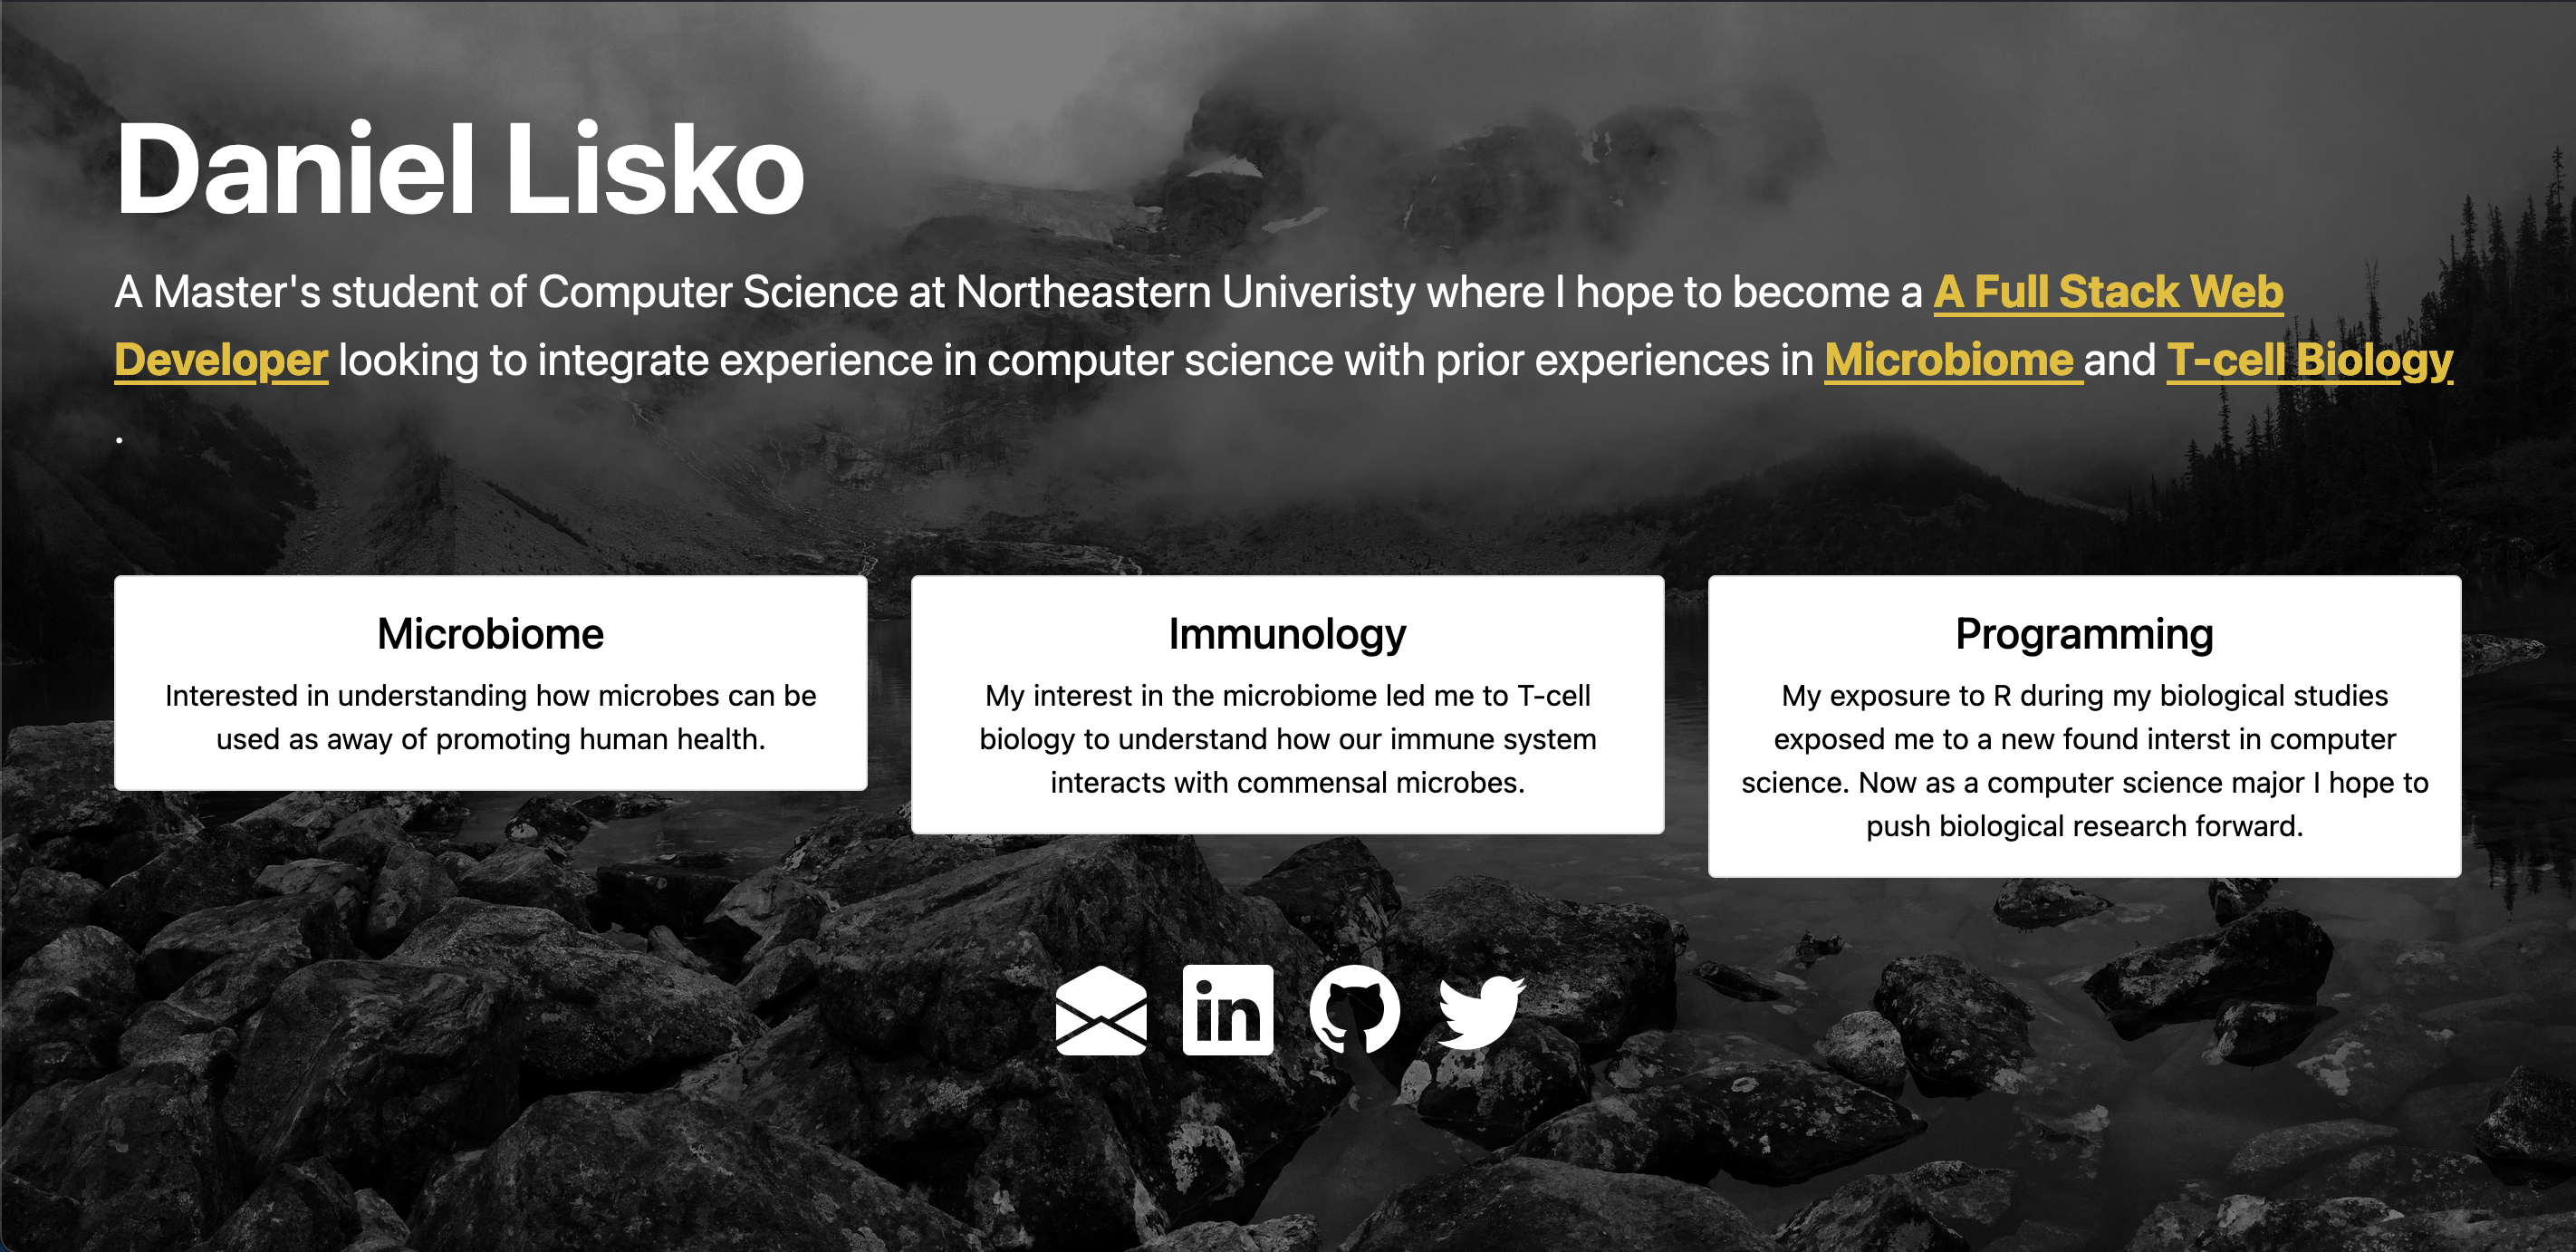 Daniel Lisko
A Master's student of Computer Science at Northeastern Univeristy where I hope to become a A Full Stack Web
Developer looking to integrate experience in computer science with prior experiences in Microbiome and T-cell Biology
.
Microbiome
Interested in understanding how microbes can be
used as away of promoting human health.
Immunology
My interest in the microbiome led me to T-cell
biology to understand how our immune system
interacts with commensal microbes.
Programming
My exposure to R during my biological studies
exposed me to a new found interst in computer
science. Now as a computer science major I hope to
push biological research forward.
in